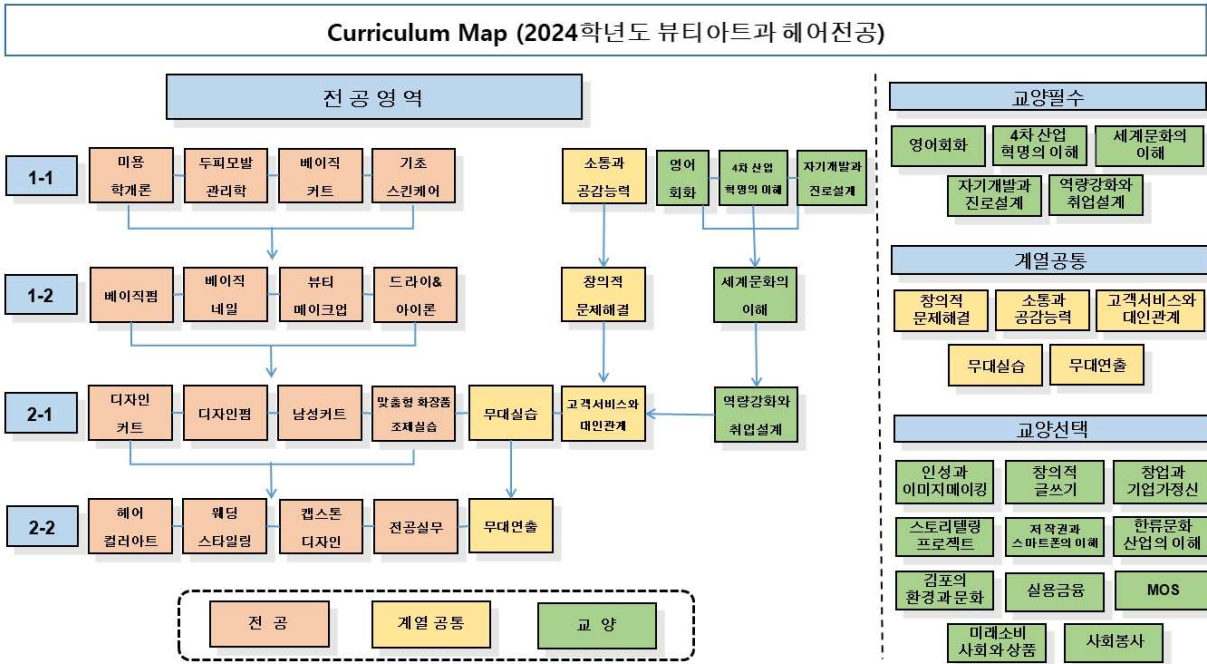 Curriculum Map (2024학년도 뷰티아트과 헤어전공)
전공영역
1-1
미용
학개론
두피모발
관리학
베이직
커트
기초
스킨케어
소통과
공감능력
영어
회화
4차 산업
혁명의 이해
자기개발과
진로설계
1-2
베이직펌
베이직
네일
뷰티
메이크업
드라이&
아이론
창의적
문제해결
세계문화의
이해
2-1
디자인
커트
디자인펌
남성커트
맞춤형 화장품
조제실습
무대실습
고객서비스와
대인관계
역량강화와
취업설계
2-2
헤어
컬러아트
웨딩
스타일링
캡스톤
디자인
전공실무
무대연출
전 공
계열 공통
교 양
교양필수
영어회화
4차 산업
혁명의 이해
세계문화의
이해
자기개발과
진로설계
역량강화와
취업설계
계열공통
창의적
문제해결
소통과
공감능력
고객서비스와
대인관계
무대실습
무대연출
교양선택
인성과
이미지메이킹
창의적
글쓰기
창업과
기업가정신
스토리텔링
프로젝트
저작권과
스마트폰의 이해
한류문화
산업의 이해
김포의
환경과 문화
실용금융
MOS
미래소비
사회와 상품
사회봉사